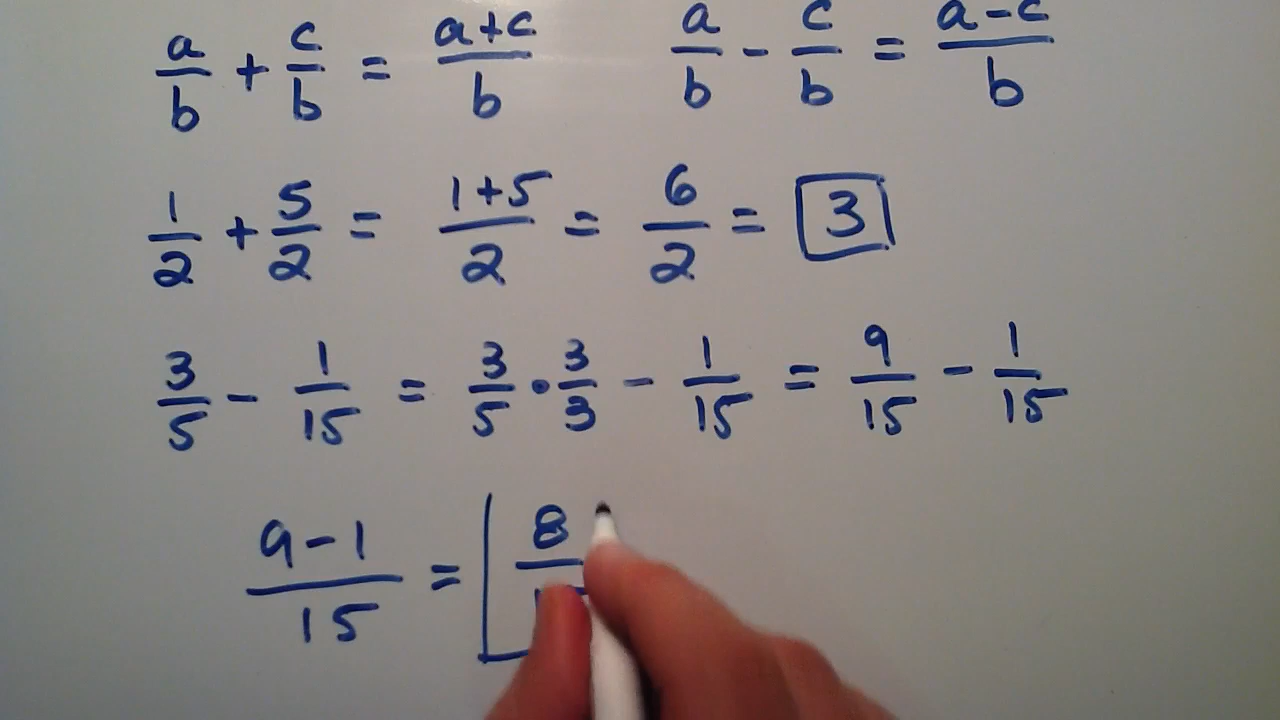 a/b + c/b = a+c/b    a/b - c/b = a-c/b
1/2 + 5/2 = 1+5/2 = 6/2 = 3
3/5 - 1/15 = 3/5 • 3/3 - 1/15 = 9/15 - 1/15
9-1/15 = 8/